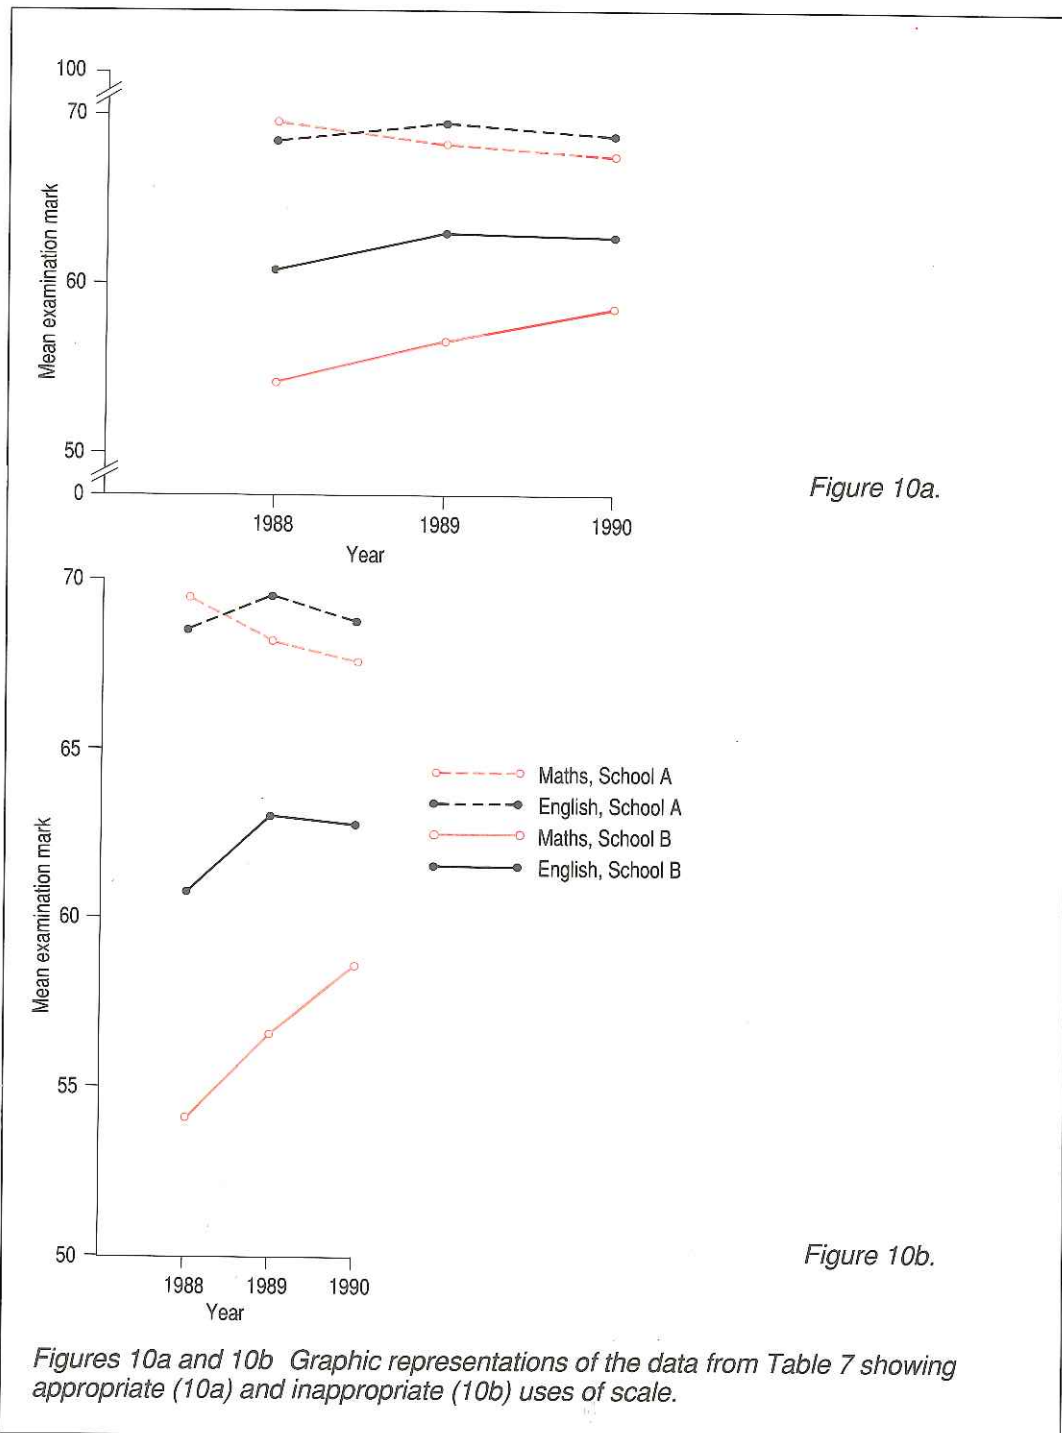 100
70
60
50
0
Mean examination mark
1988
1989
1990
Year
Figure 10a.
70
65
60
55
50
Mean examination mark
Maths, School A
English, School A
Maths, School B
English, School B
1988
1989
1990
Year
Figure 10b.
Figures 10a and 10b Graphic representations of the data from Table 7 showing
appropriate (10a) and inappropriate (10b) uses of scale.